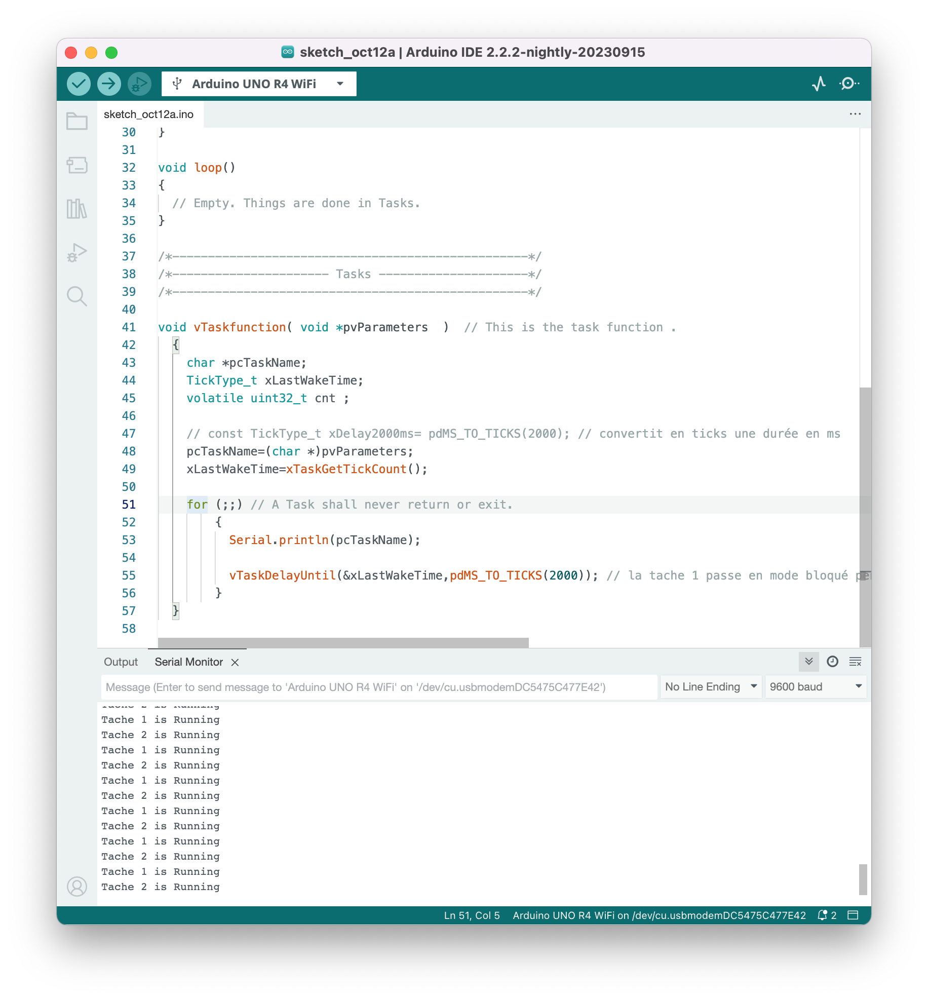 sketch_oct12a | Arduino IDE 2.2.2-nightly-20230915
Arduino UNO R4 WiFi
sketch_oct12a.ino
...
30 }
31
32 void loop()
33 {
34 // Empty. Things are done in Tasks.
35 }
36
37 /*--------------------------------------------------*/
38 /*---------------------- Tasks ---------------------*/
39 /*--------------------------------------------------*/
40
41 void vTaskfunction( void *pvParameters  )  // This is the task function .
42 {
43 char *pcTaskName;
44 TickType_t xLastWakeTime;
45 volatile uint32_t cnt ;
46
47 // const TickType_t xDelay2000ms= pdMS_TO_TICKS(2000); // convertit en ticks une durée en ms
48 pcTaskName=(char *)pvParameters;
49 xLastWakeTime=xTaskGetTickCount();
50
51 for (;;) // A Task shall never return or exit.
52 {
53 Serial.println(pcTaskName);
54
55 vTaskDelayUntil(&xLastWakeTime,pdMS_TO_TICKS(2000)); // la tache 1 passe en mode bloqué
56 }
57 }
58
Output Serial Monitor
Message (Enter to send message to 'Arduino UNO R4 WiFi' on '/dev/cu.usbmodemDC5475C477E42') No Line Ending 9600 baud
Tache 2 is Running
Tache 1 is Running
Tache 2 is Running
Tache 1 is Running
Tache 2 is Running
Tache 1 is Running
Tache 2 is Running
Tache 1 is Running
Tache 2 is Running
Tache 1 is Running
Tache 2 is Running
Tache 1 is Running
Tache 2 is Running
Ln 51, Col 5 Arduino UNO R4 WiFi on /dev/cu.usbmodemDC5475C477E42 2